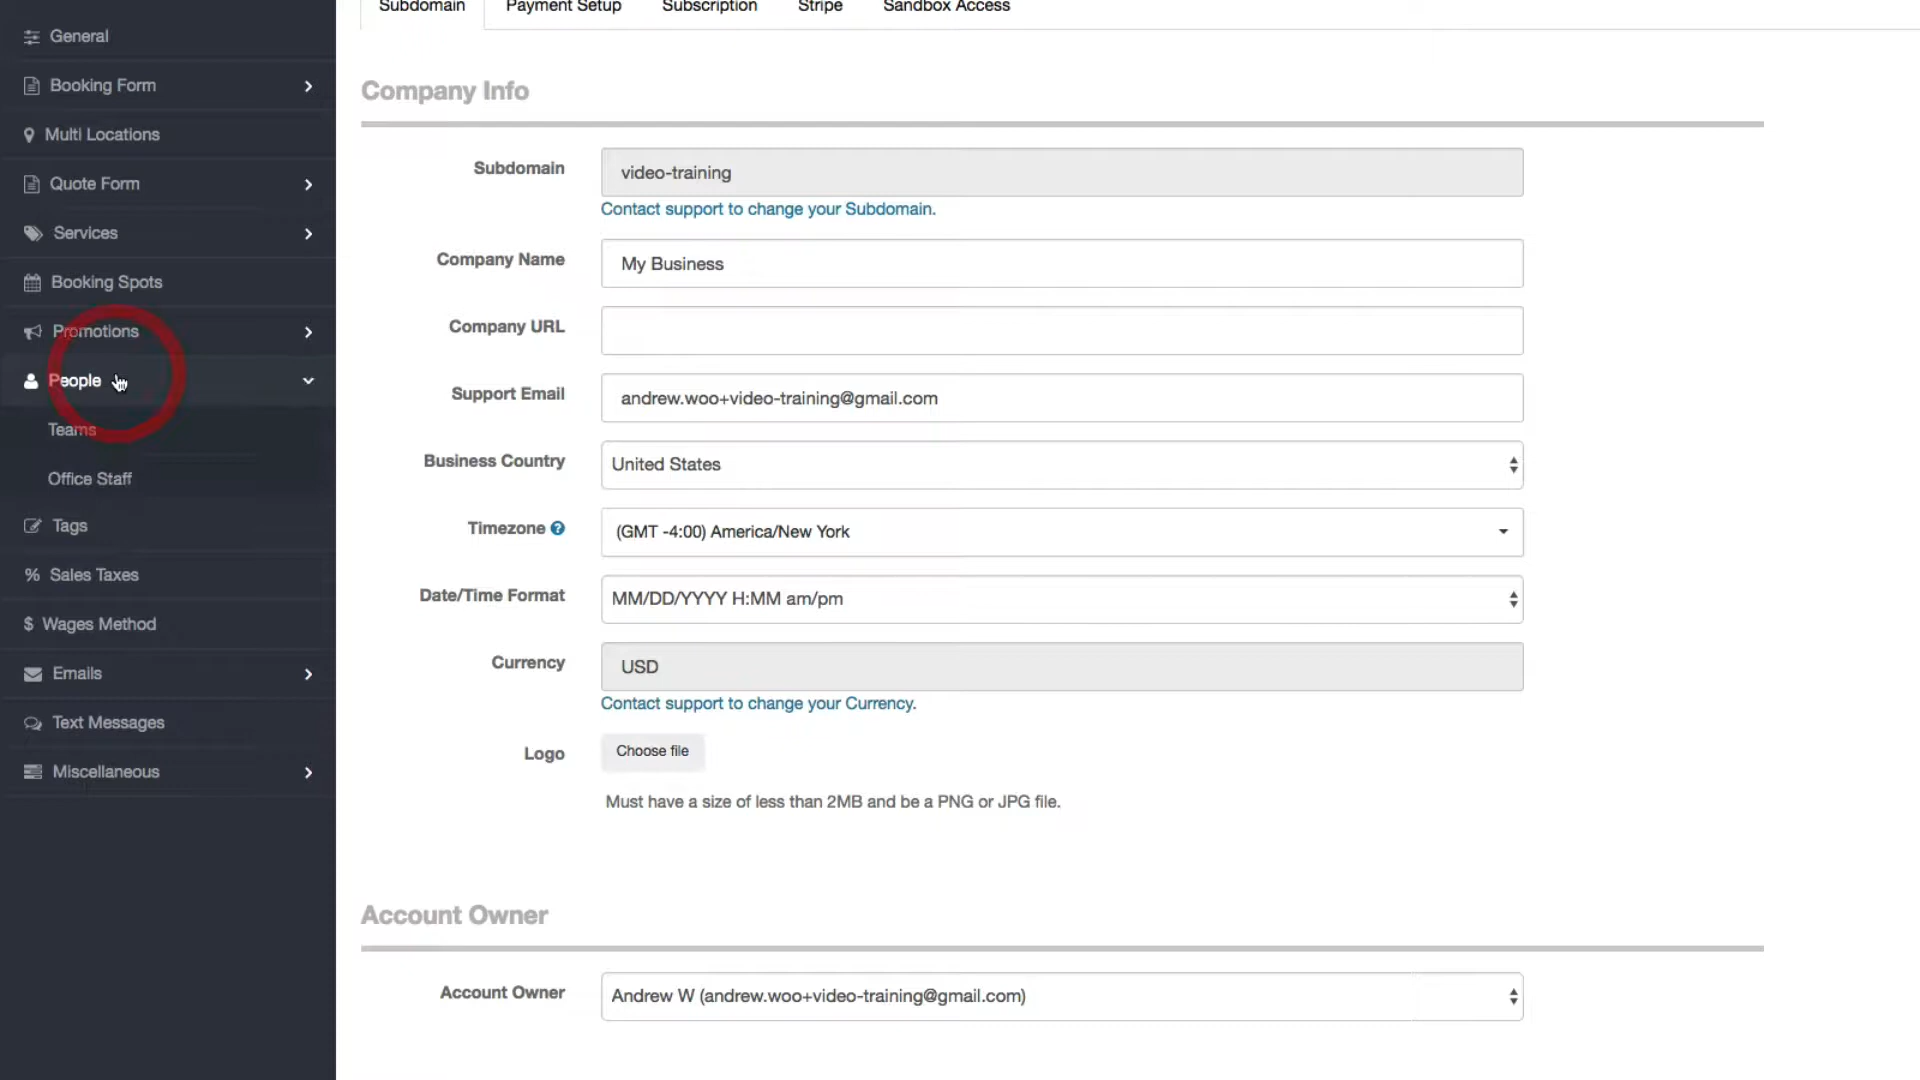 General
Booking Form
Multi Locations
Quote Form
Services
Booking Spots
Promotions
People
Teams
Office Staff
Tags
Sales Taxes
$ Wages Method
Emails
Text Messages
Miscellaneous
Subdomain Payment Setup Subscription Stripe Sandbox Access
Company Info
Subdomain video-training
Contact support to change your Subdomain.
Company Name My Business
Company URL
Support Email andrew.woo+video-training@gmail.com
Business Country United States
Timezone ? (GMT -4:00) America/New York
Date/Time Format MM/DD/YYYY H:MM am/pm
Currency USD
Contact support to change your Currency.
Logo Choose file
Must have a size of less than 2MB and be a PNG or JPG file.
Account Owner
Account Owner Andrew W (andrew.woo+video-training@gmail.com)